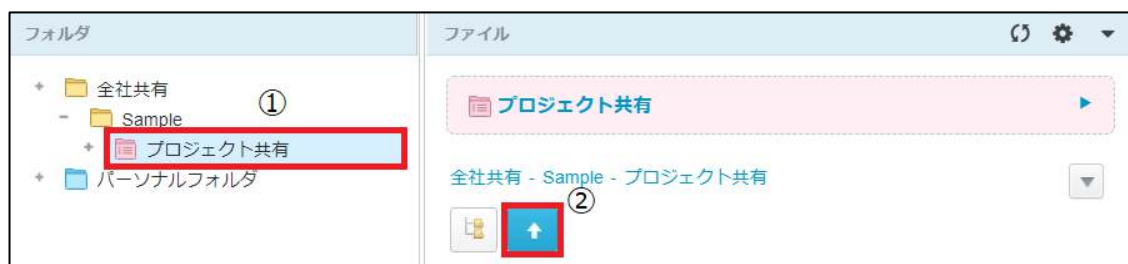 フォルダ
全社共有
①
Sample
プロジェクト共有
パーソナルフォルダ
ファイル
プロジェクト共有
全社共有 - Sample - プロジェクト共有
②